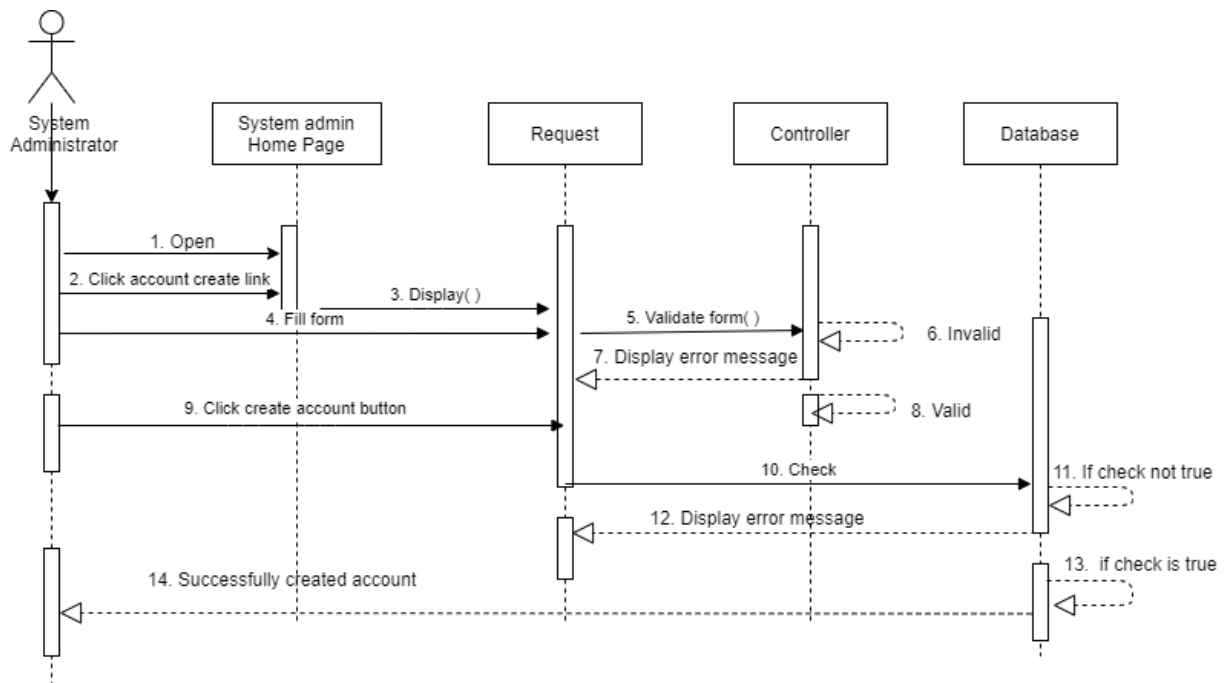 System
Administrator
System admin
Home Page
Request
Controller
Database
1. Open
2. Click account create link
3. Display( )
4. Fill form
5. Validate form( )
6. Invalid
7. Display error message
8. Valid
9. Click create account button
10. Check
11. If check not true
12. Display error message
13. if check is true
14. Successfully created account